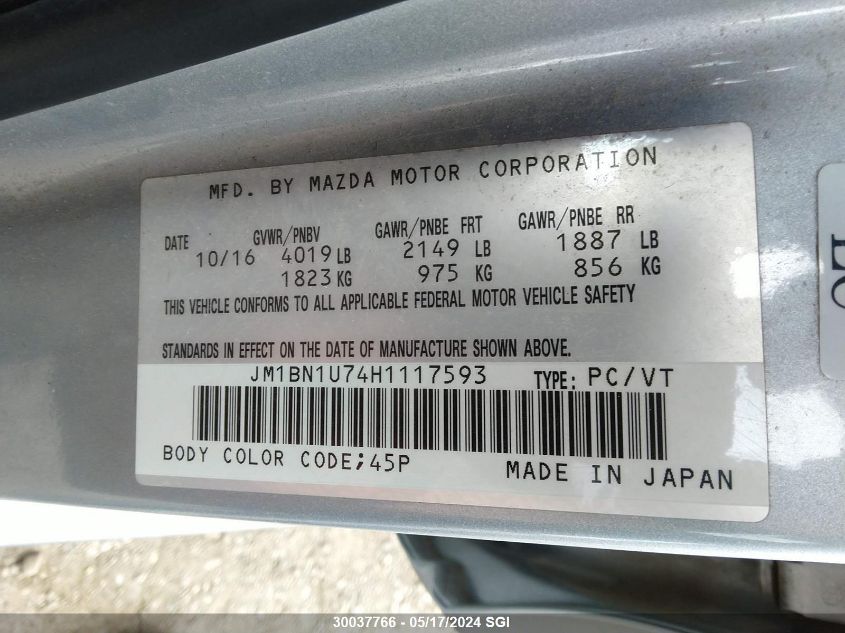 MFD. BY MAZDA MOTOR CORPORATION
DATE GVWR/PNBV GAWR/PNBE FRT GAWR/PNBE RR
10/16 4019 LB 2149 LB 1887 LB
1823 KG 975 KG 856 KG
THIS VEHICLE CONFORMS TO ALL APPLICABLE FEDERAL MOTOR VEHICLE SAFETY
STANDARDS IN EFFECT ON THE DATE OF MANUFACTURE SHOWN ABOVE.
JM1BN1U74H1117593 TYPE: PC/VT
BODY COLOR CODE;45P MADE IN JAPAN
30037766 - 05/17/2024 SGI